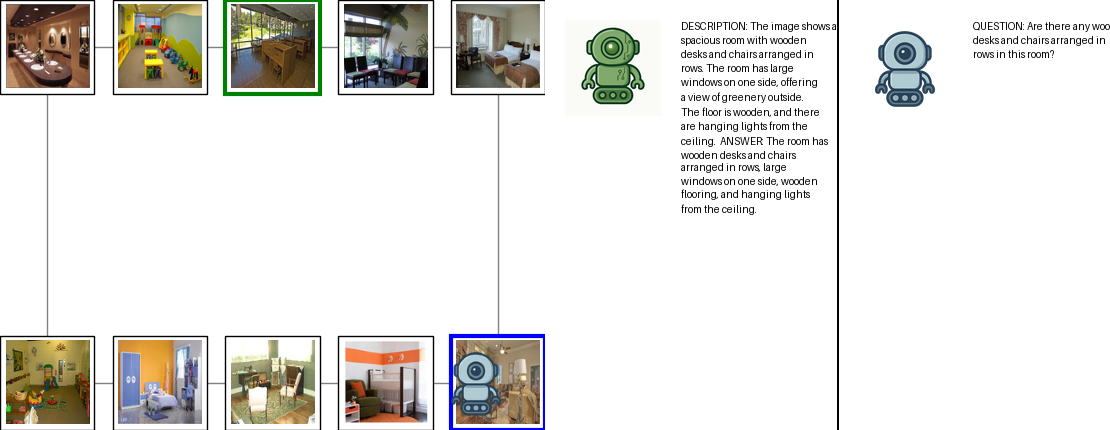 DESCRIPTION: The image shows a
spacious room with wooden
desks and chairs arranged in
rows. The room has large
windows on one side, offering
a view of greenery outside.
The floor is wooden, and there
are hanging lights from the
ceiling.  ANSWER: The room has
wooden desks and chairs
arranged in rows, large
windows on one side, wooden
flooring, and hanging lights
from the ceiling.
QUESTION: Are there any woo
desks and chairs arranged in
rows in this room?